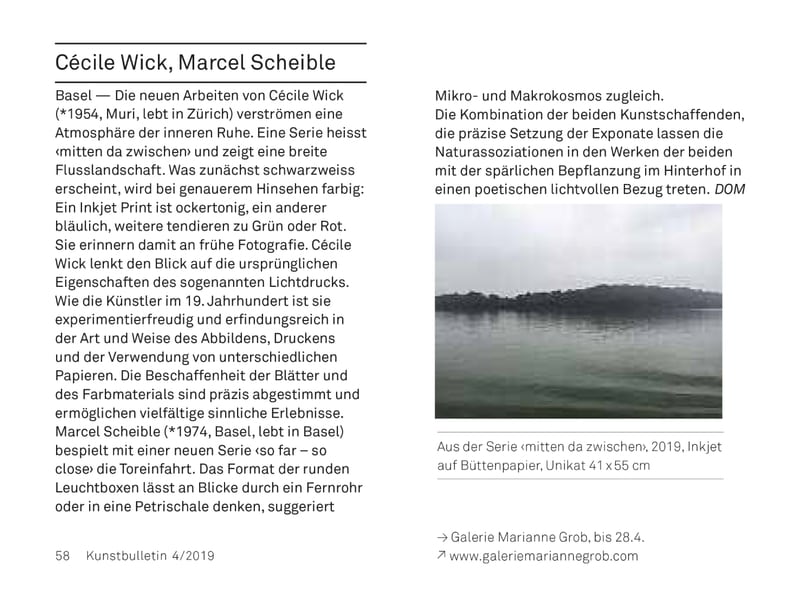 Cécile Wick, Marcel Scheible
Basel — Die neuen Arbeiten von Cécile Wick
(*1954, Muri, lebt in Zürich) verströmen eine
Atmosphäre der inneren Ruhe. Eine Serie heisst
‹mitten da zwischen› und zeigt eine breite
Flusslandschaft. Was zunächst schwarzweiss
erscheint, wird bei genauerem Hinsehen farbig:
Ein Inkjet Print ist ockertonig, ein anderer
bläulich, weitere tendieren zu Grün oder Rot.
Sie erinnern damit an frühe Fotografie. Cécile
Wick lenkt den Blick auf die ursprünglichen
Eigenschaften des sogenannten Lichtdrucks.
Wie die Künstler im 19. Jahrhundert ist sie
experimentierfreudig und erfindungsreich in
der Art und Weise des Abbildens, Druckens
und der Verwendung von unterschiedlichen
Papieren. Die Beschaffenheit der Blätter und
des Farbmaterials sind präzis abgestimmt und
ermöglichen vielfältige sinnliche Erlebnisse.
Marcel Scheible (*1974, Basel, lebt in Basel)
bespielt mit einer neuen Serie ‹so far – so
close› die Toreinfahrt. Das Format der runden
Leuchtboxen lässt an Blicke durch ein Fernrohr
oder in eine Petrischale denken, suggeriert
Mikro- und Makrokosmos zugleich.
Die Kombination der beiden Kunstschaffenden,
die präzise Setzung der Exponate lassen die
Naturassoziationen in den Werken der beiden
mit der spärlichen Bepflanzung im Hinterhof in
einen poetischen lichtvollen Bezug treten. DOM
Aus der Serie ‹mitten da zwischen›, 2019, Inkjet
auf Büttenpapier, Unikat 41 x 55 cm
→ Galerie Marianne Grob, bis 28.4.
↗ www.galeriemariannegrob.com
58 Kunstbulletin 4/2019